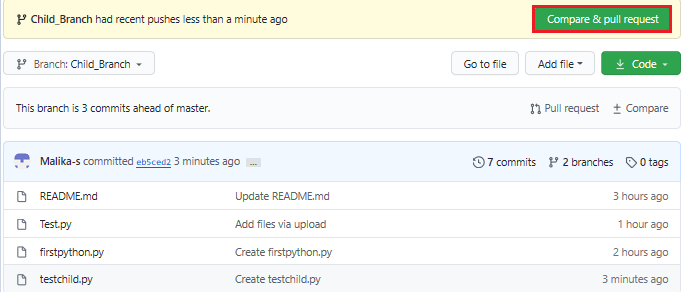 Child_Branch had recent pushes less than a minute ago Compare & pull request
Branch: Child_Branch Go to file Add file Code
This branch is 3 commits ahead of master. Pull request Compare
Malika-s committed eb5ced2 3 minutes ago ... 7 commits 2 branches 0 tags
README.md Update README.md 3 hours ago
Test.py Add files via upload 1 hour ago
firstpython.py Create firstpython.py 2 hours ago
testchild.py Create testchild.py 3 minutes ago